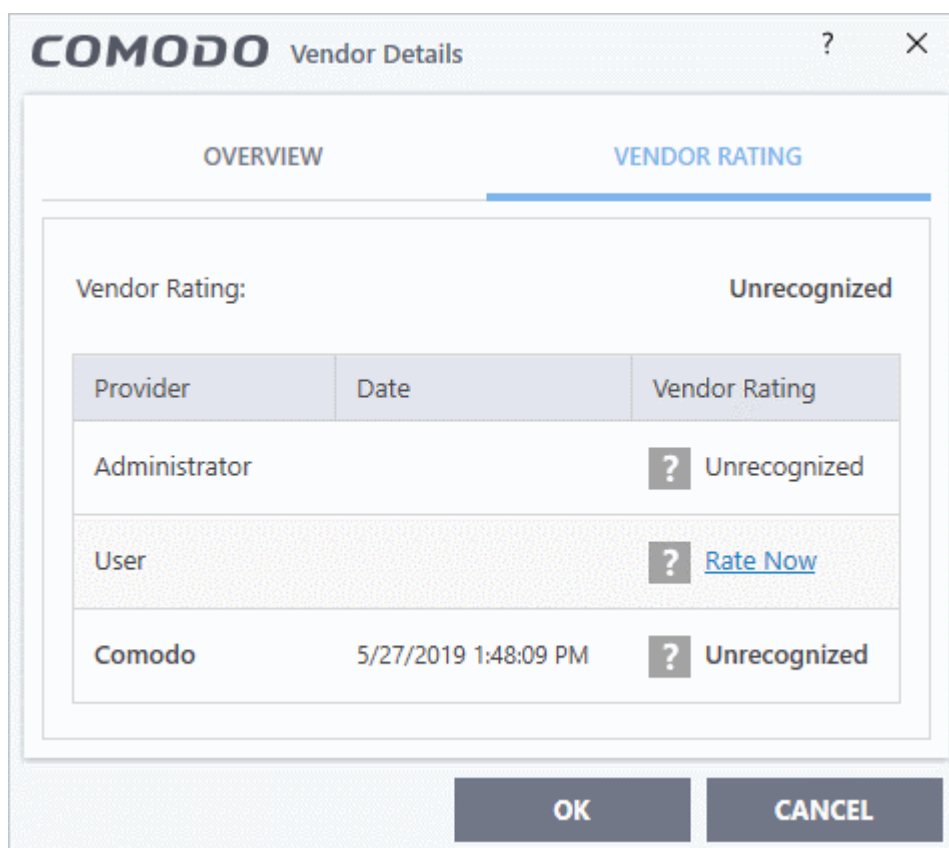 COMODO Vendor Details ? ×
OVERVIEW VENDOR RATING
Vendor Rating: Unrecognized
Provider Date Vendor Rating
Administrator ? Unrecognized
User ? Rate Now
Comodo 5/27/2019 1:48:09 PM ? Unrecognized
OK CANCEL